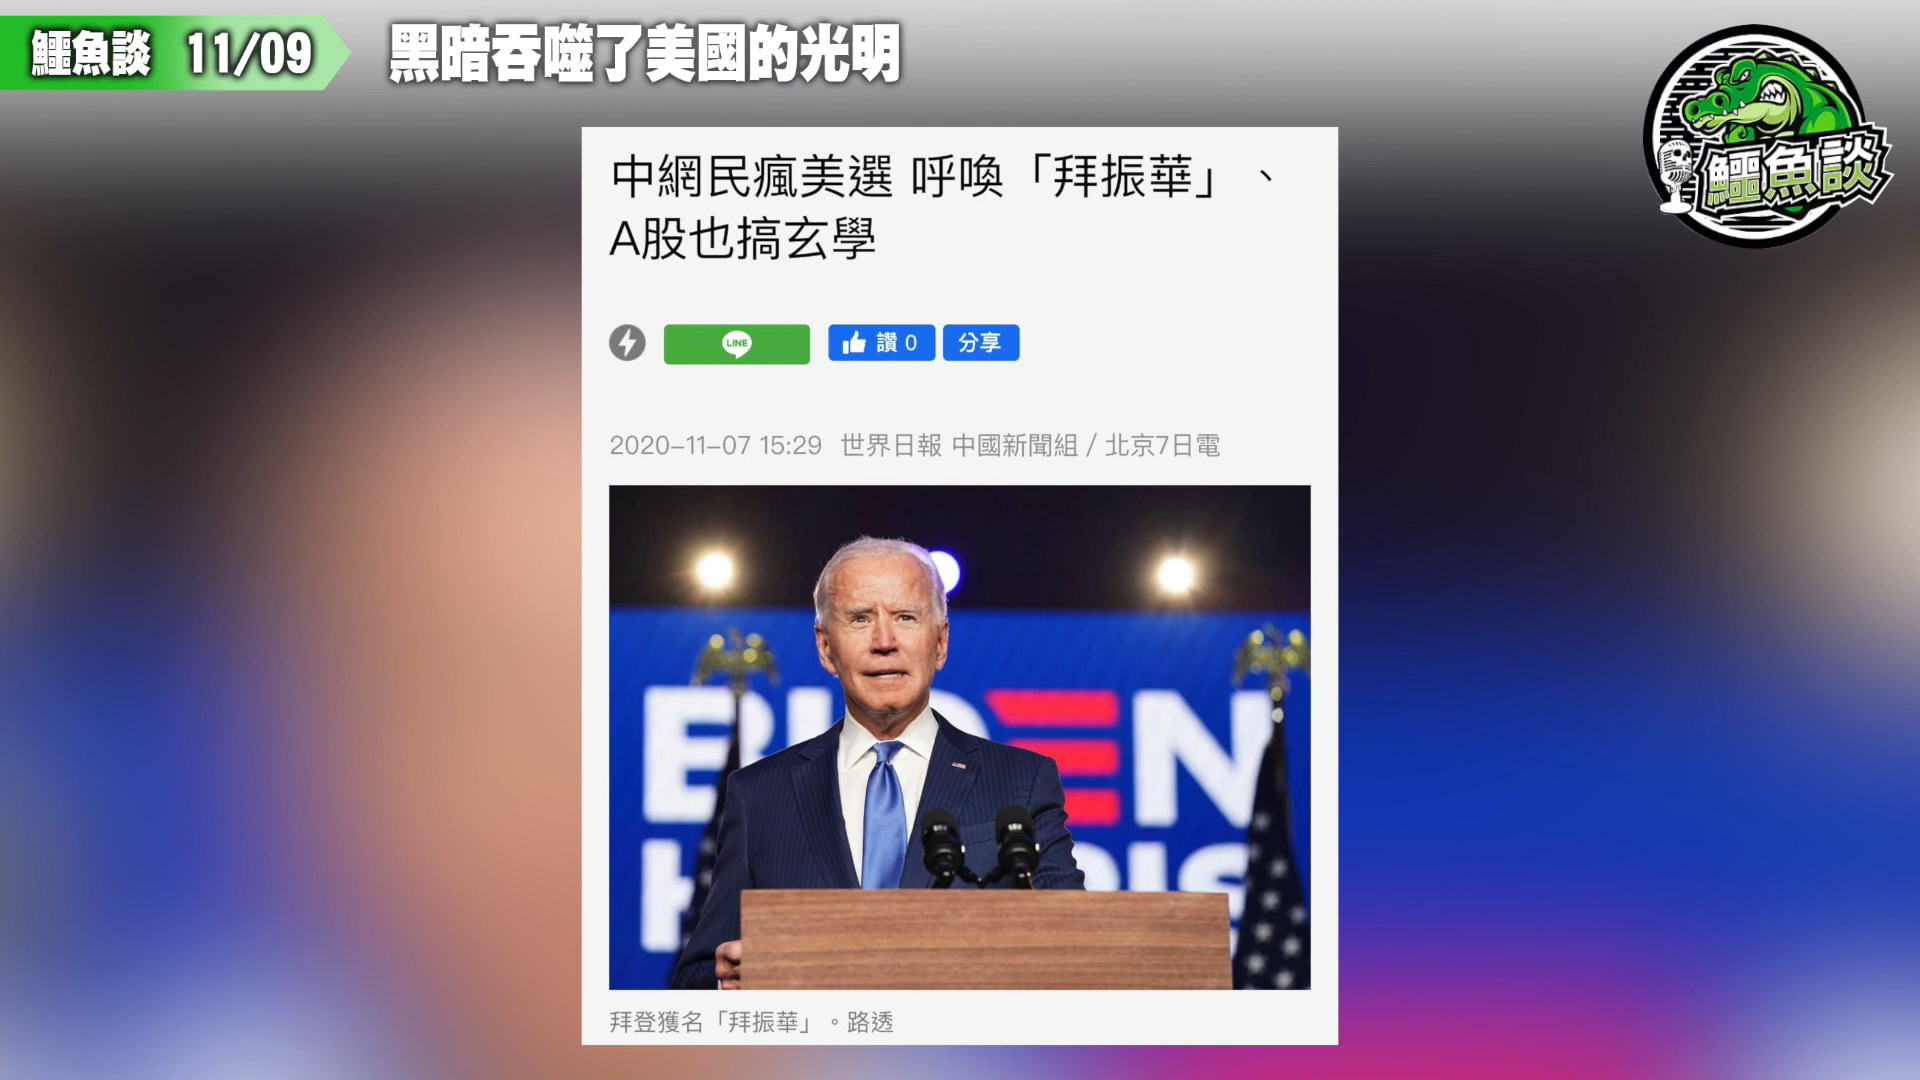 鱷魚談 11/09
黑暗吞噬了美國的光明
鱷魚談
中網民瘋美選 呼喚「拜振華」、
A股也搞玄學
LINE
讚 0
分享
2020-11-07 15:29 世界日報 中國新聞組 / 北京7日電
BIDEN
拜登獲名「拜振華」。路透